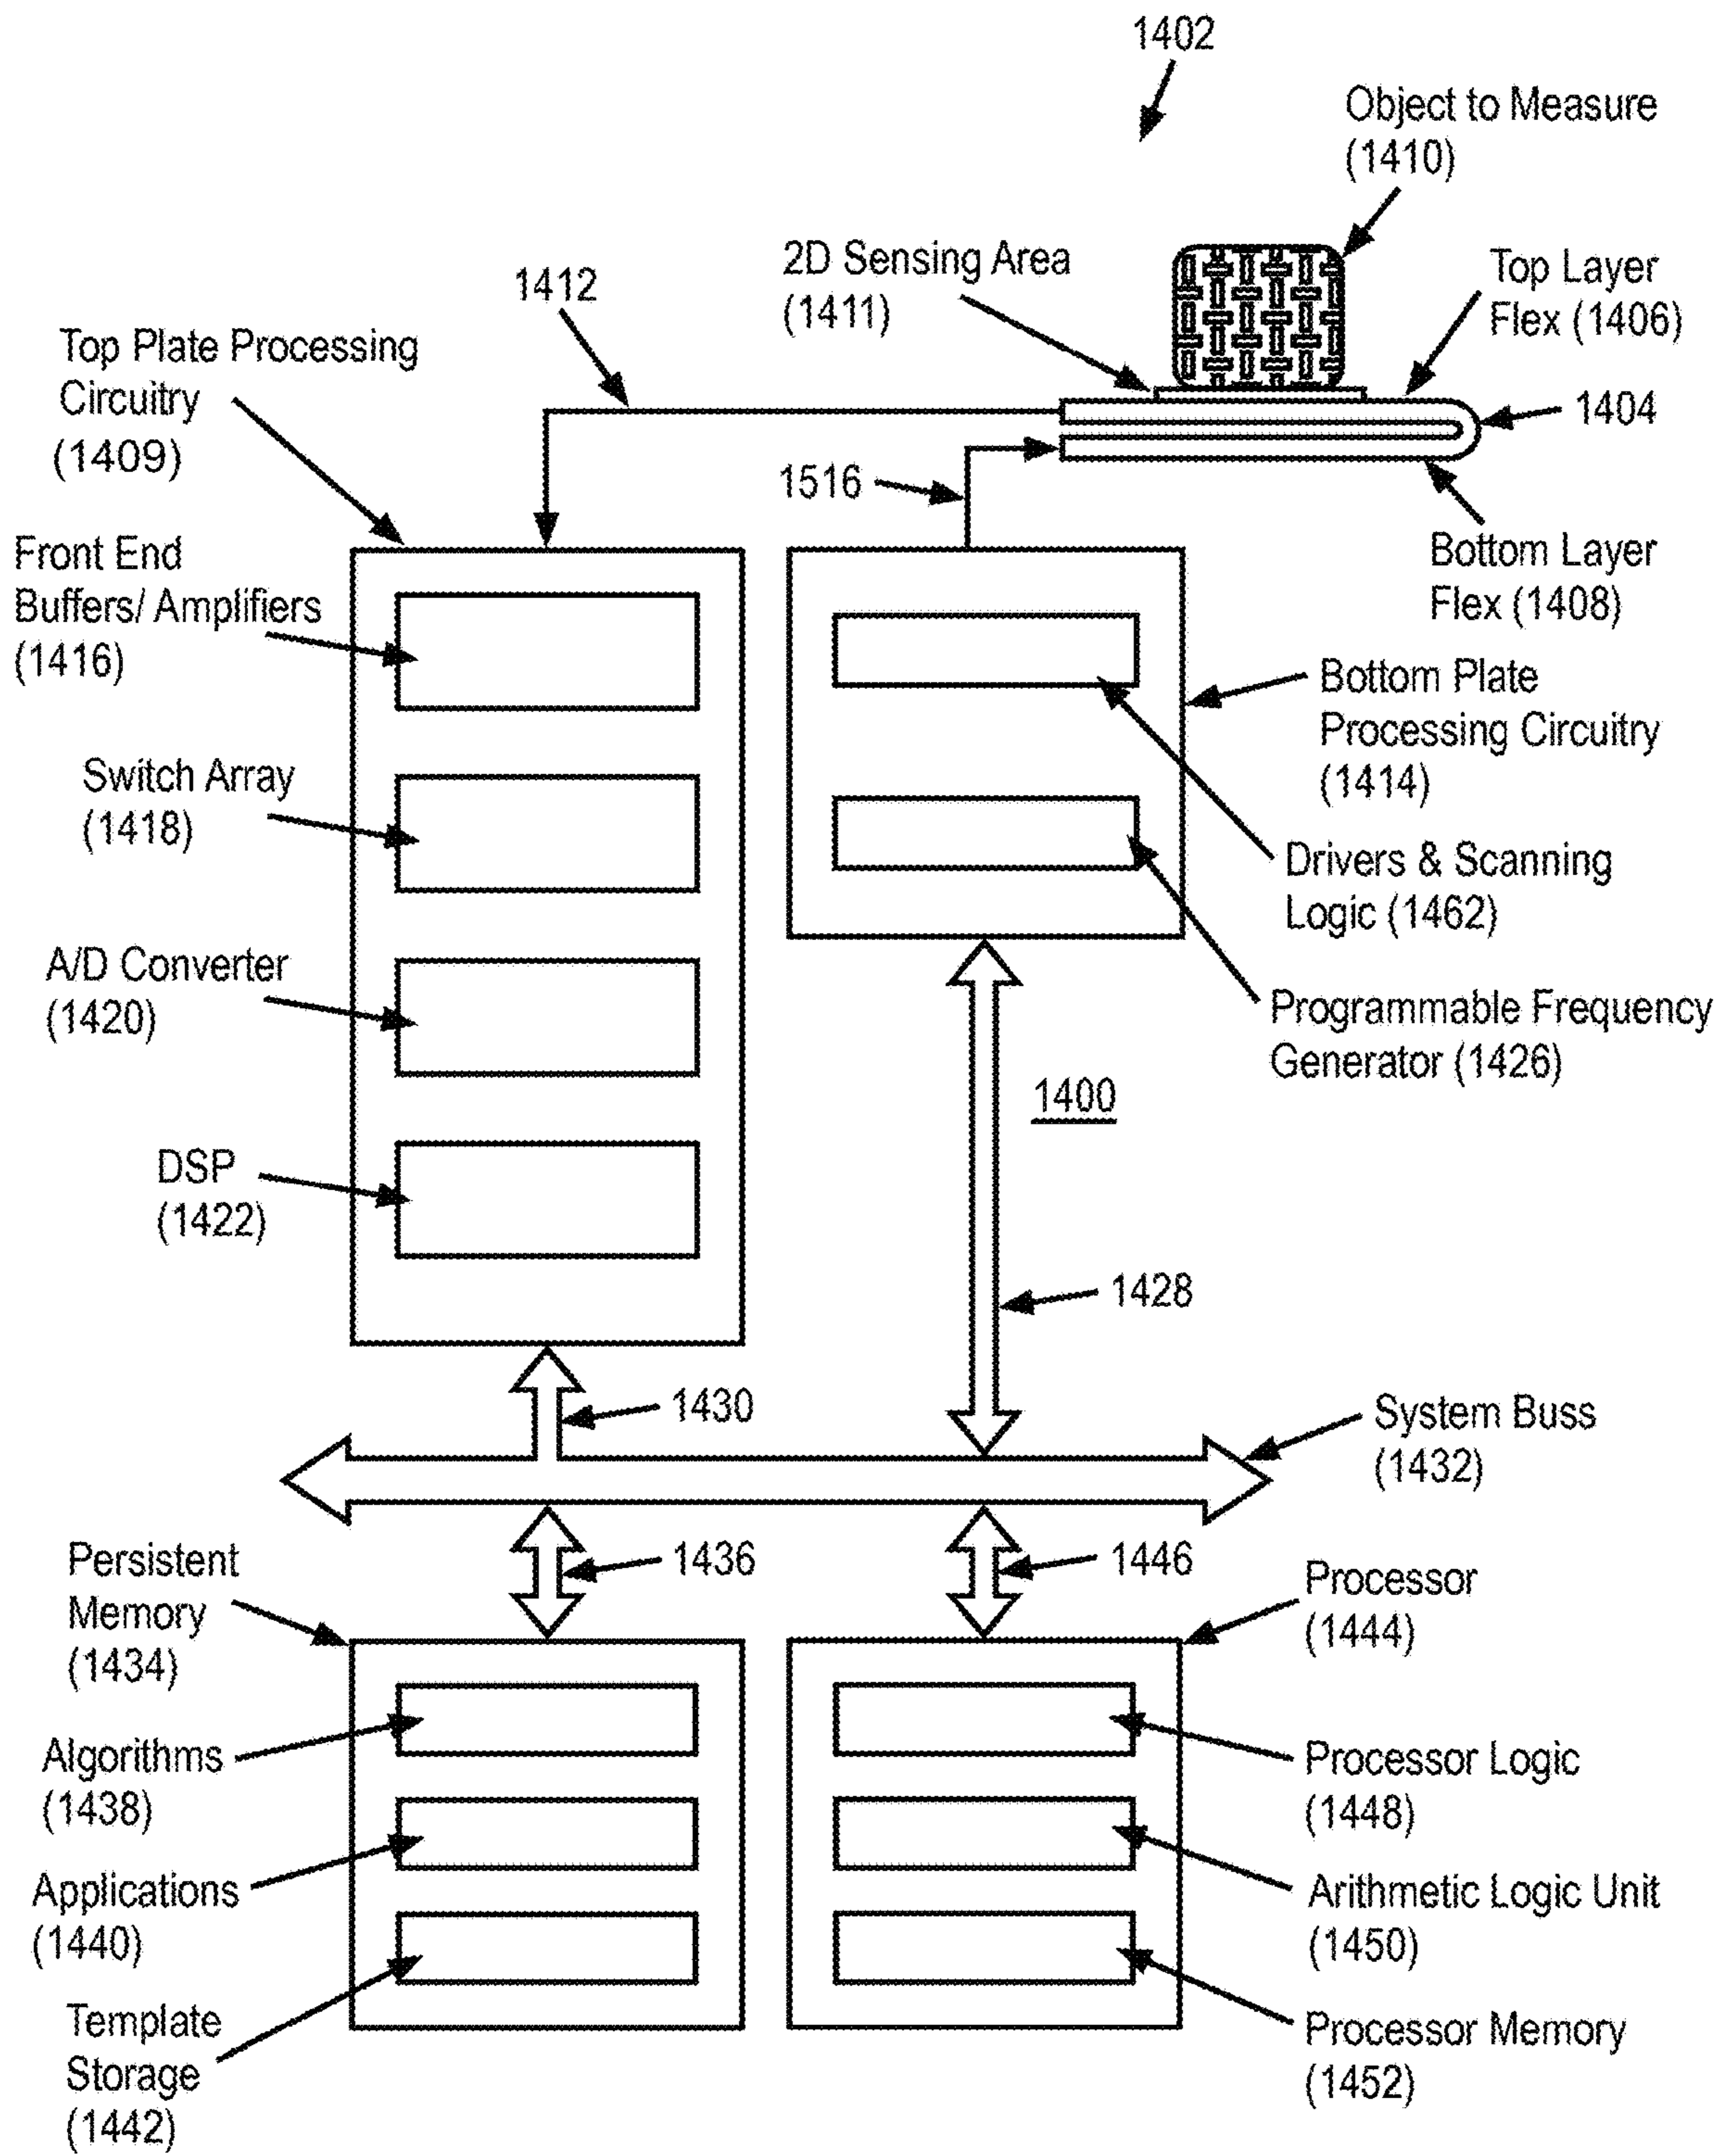 1402
Object to Measure
(1410)
2D Sensing Area
(1411)
Top Layer
Flex (1406)
1412
1404
Top Plate Processing
Circuitry
(1409)
1516
Bottom Layer
Flex (1408)
Front End
Buffers/ Amplifiers
(1416)
Bottom Plate
Processing Circuitry
(1414)
Switch Array
(1418)
Drivers & Scanning
Logic (1462)
A/D Converter
(1420)
Programmable Frequency
Generator (1426)
1400
DSP
(1422)
1428
1430
System Buss
(1432)
Persistent
Memory
(1434)
1436
1446
Processor
(1444)
Algorithms
(1438)
Processor Logic
(1448)
Applications
(1440)
Arithmetic Logic Unit
(1450)
Template
Storage
(1442)
Processor Memory
(1452)